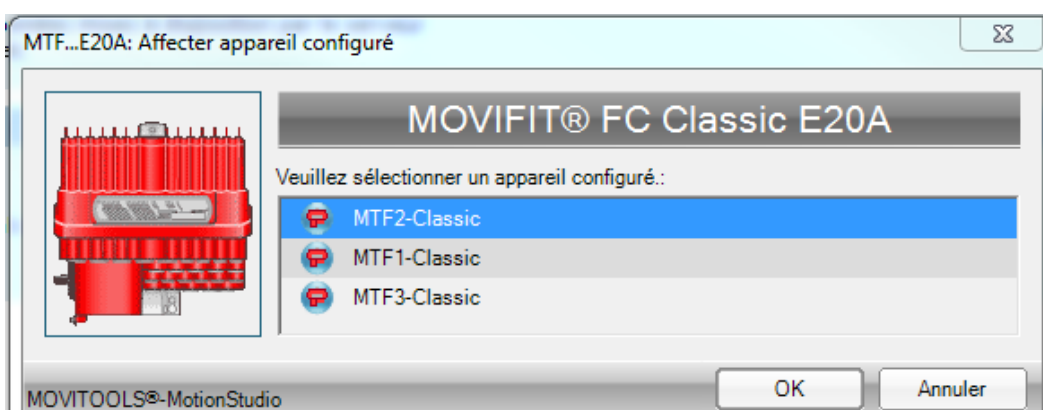 MTF...E20A: Affecter appareil configuré
MOVIFIT® FC Classic E20A
Veuillez sélectionner un appareil configuré.:
MTF2-Classic
MTF1-Classic
MTF3-Classic
OK Annuler
MOVITOOLS®-MotionStudio